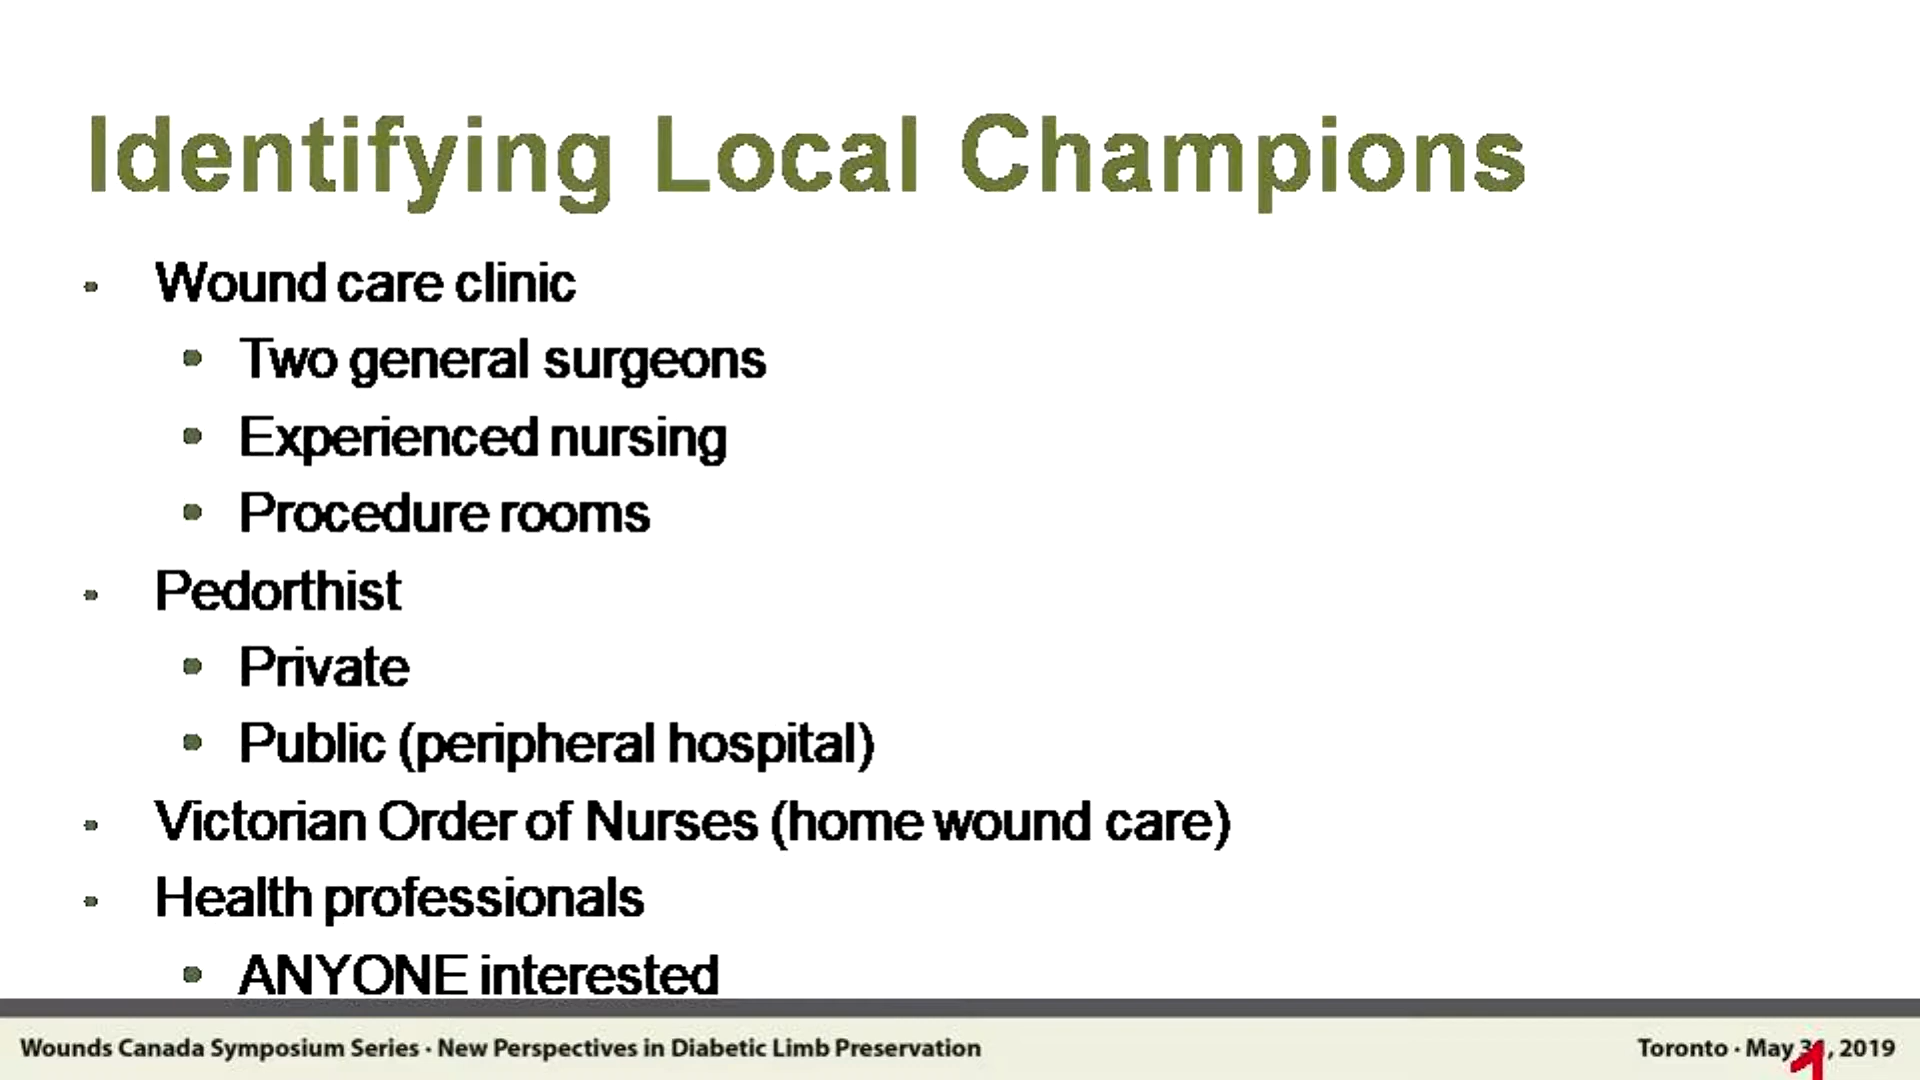 Identifying Local Champions
Wound care clinic
Two general surgeons
Experienced nursing
Procedure rooms
Pedorthist
Private
Public (peripheral hospital)
Victorian Order of Nurses (home wound care)
Health professionals
ANYONE interested
Wounds Canada Symposium Series · New Perspectives in Diabetic Limb Preservation
Toronto · May 31, 2019
1